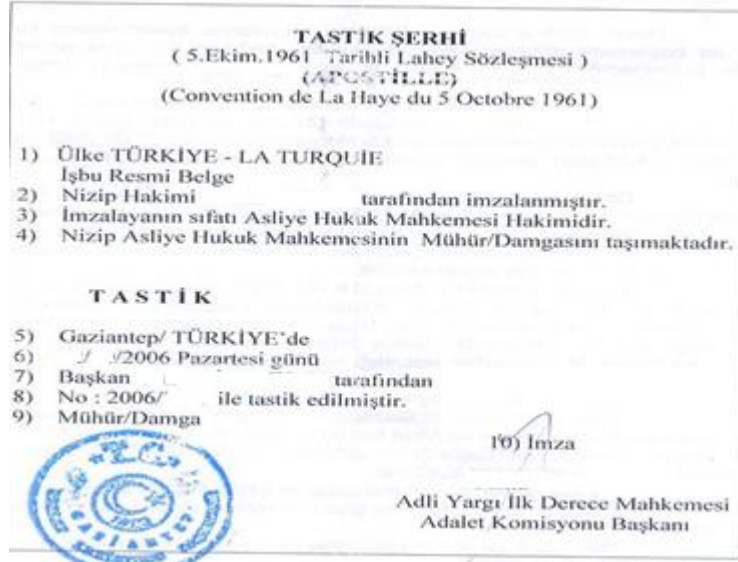 TASTİK ŞERHİ
( 5.Ekim.1961 Tarihli Lahey Sözleşmesi )
(APOSTİLLE)
(Convention de La Haye du 5 Octobre 1961)
1) Ülke TÜRKİYE - LA TURQUİE
İşbu Resmi Belge
2) Nizip Hakimi tarafından imzalanmıştır.
3) İmzalayanın sıfatı Asliye Hukuk Mahkemesi Hakimidir.
4) Nizip Asliye Hukuk Mahkemesinin Mühür/Damgasını taşımaktadır.
TASTİK
5) Gaziantep/ TÜRKİYE'de
6) /2006 Pazartesi günü
7) Başkan tarafından
8) No : 2006/ ile tastik edilmiştir.
9) Mühür/Damga
10) İmza
Adli Yargı İlk Derece Mahkemesi
Adalet Komisyonu Başkanı
GAZİANTEP